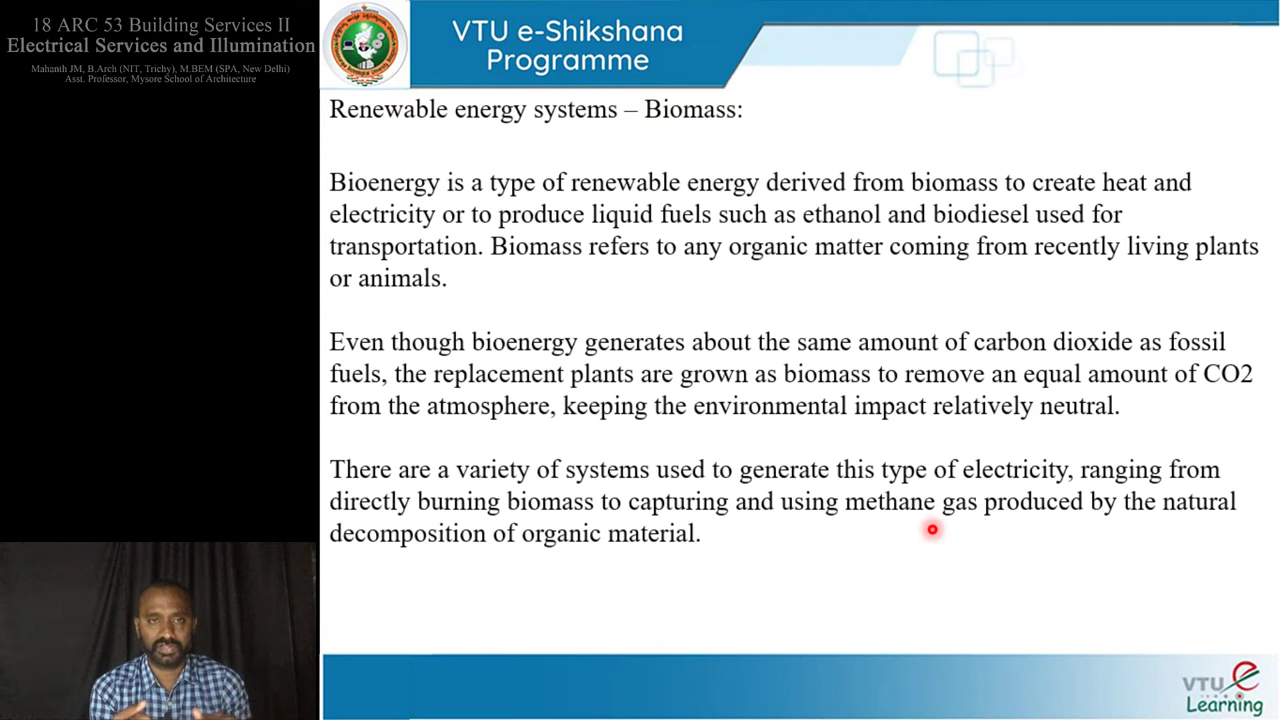 18 ARC 53 Building Services II
Electrical Services and Illumination
Mahanth JM, B.Arch (NIT, Trichy), M.BEM (SPA, New Delhi)
Asst. Professor, Mysore School of Architecture
VTU e-Shikshana
Programme
Renewable energy systems – Biomass:
Bioenergy is a type of renewable energy derived from biomass to create heat and
electricity or to produce liquid fuels such as ethanol and biodiesel used for
transportation. Biomass refers to any organic matter coming from recently living plants
or animals.
Even though bioenergy generates about the same amount of carbon dioxide as fossil
fuels, the replacement plants are grown as biomass to remove an equal amount of CO2
from the atmosphere, keeping the environmental impact relatively neutral.
There are a variety of systems used to generate this type of electricity, ranging from
directly burning biomass to capturing and using methane gas produced by the natural
decomposition of organic material.
VTU e
Learning